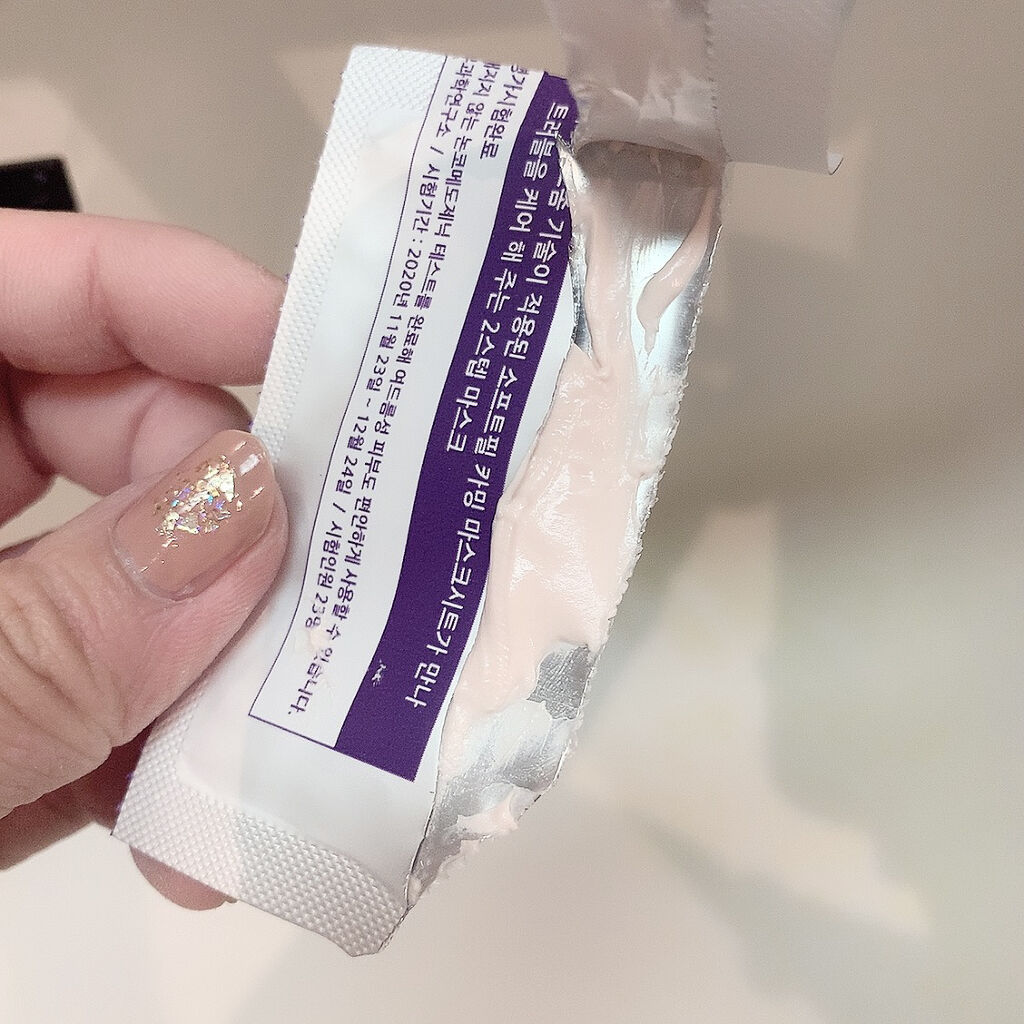 기술이 적용된 스포트필 카밍 마스크시트가 만나
트러블을 케어 해 주는 2스텝 마스크
시험완료
않는 논코메도제닉 테스트를 완료해 여드름성 피부도 편안하게 사용할 수 있습니다.
과학연구소 / 시험기간 : 2020년 11월 23일 ~ 12월 24일 / 시험인원 23명